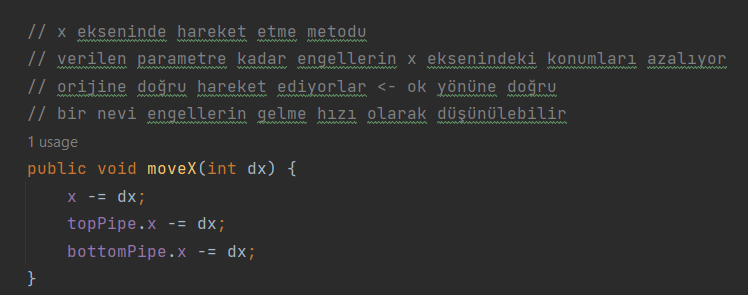 // x ekseninde hareket etme metodu
// verilen parametre kadar engellerin x eksenindeki konumları azalıyor
// orijine doğru hareket ediyorlar <- ok yönüne doğru
// bir nevi engellerin gelme hızı olarak düşünülebilir
1 usage
public void moveX(int dx) {
    x -= dx;
    topPipe.x -= dx;
    bottomPipe.x -= dx;
}